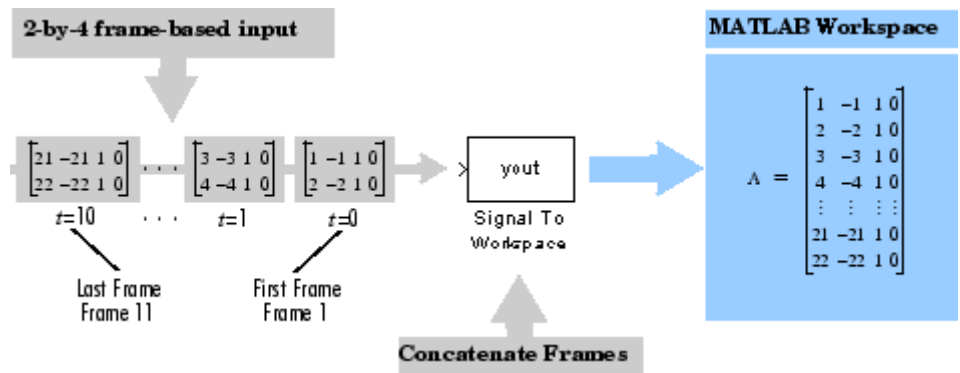 2-by-4 frame-based input
MATLAB Workspace
21 −21 1 0 · · · 3 −3 1 0 1 −1 1 0
22 −22 1 0 4 −4 1 0 2 −2 1 0
t=10 · · · t=1 t=0
Last Frame
Frame 11
First Frame
Frame 1
yout
Signal To
Workspace
Concatenate Frames
A =
1 −1 1 0
2 −2 1 0
3 −3 1 0
4 −4 1 0
⋮ ⋮ ⋮ ⋮
21 −21 1 0
22 −22 1 0